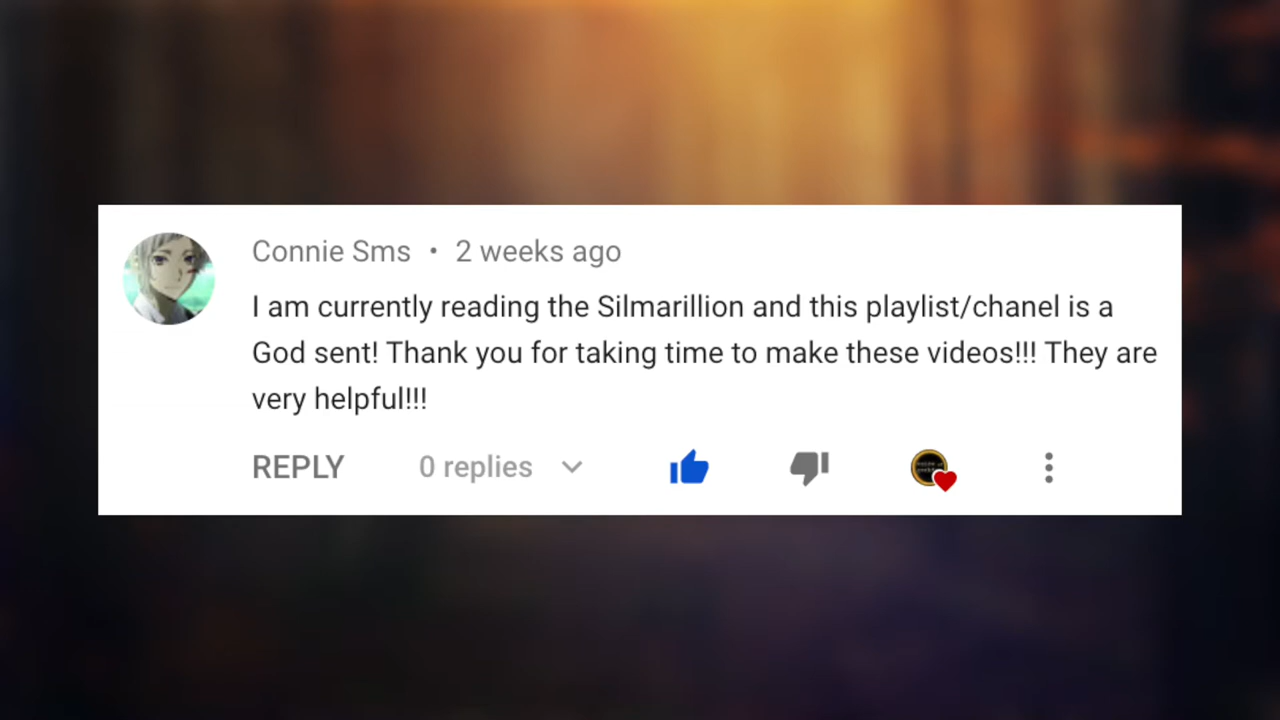 Connie Sms • 2 weeks ago
I am currently reading the Silmarillion and this playlist/chanel is a
God sent! Thank you for taking time to make these videos!!! They are
very helpful!!!
REPLY 0 replies